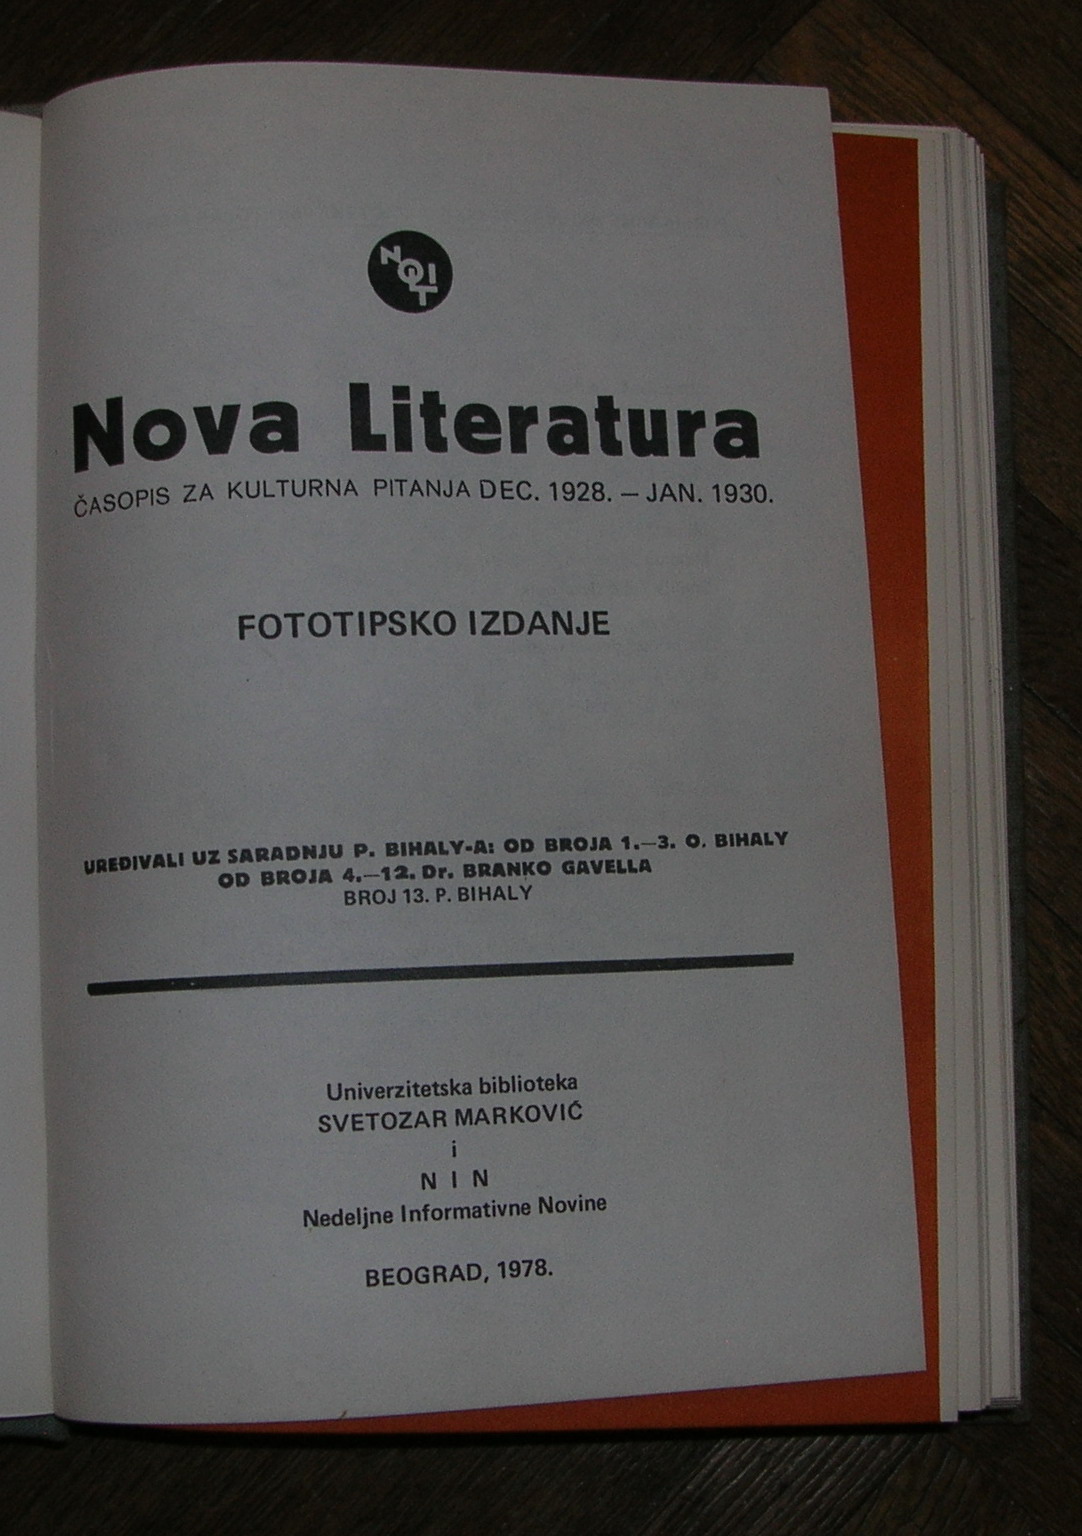 NOLIT
Nova Literatura
ČASOPIS ZA KULTURNA PITANJA DEC. 1928. — JAN. 1930.
FOTOTIPSKO IZDANJE
UREĐIVALI UZ SARADNJU P. BIHALY-A: OD BROJA 1.—3. O. BIHALY
OD BROJA 4.—12. Dr. BRANKO GAVELLA
BROJ 13. P. BIHALY
Univerzitetska biblioteka
SVETOZAR MARKOVIĆ
i
N I N
Nedeljne Informativne Novine
BEOGRAD, 1978.